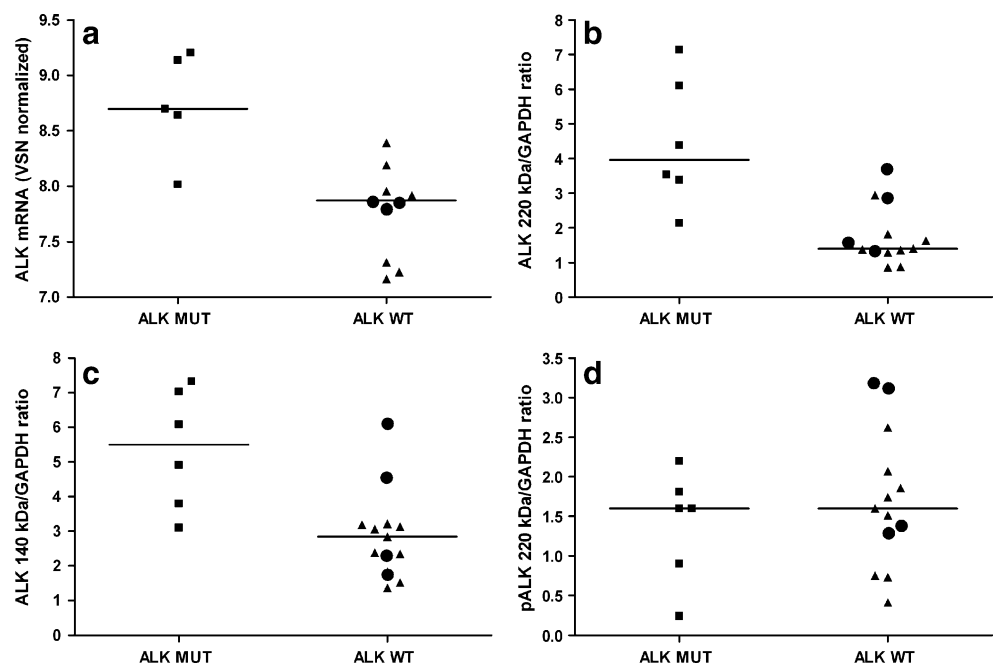 a
ALK mRNA (VSN normalized)
9.5
9.0
8.5
8.0
7.5
7.0
ALK MUT
ALK WT
b
ALK 220 kDa/GAPDH ratio
8
7
6
5
4
3
2
1
0
ALK MUT
ALK WT
c
ALK 140 kDa/GAPDH ratio
8
7
6
5
4
3
2
1
0
ALK MUT
ALK WT
d
pALK 220 kDa/GAPDH ratio
3.5
3.0
2.5
2.0
1.5
1.0
0.5
0.0
ALK MUT
ALK WT